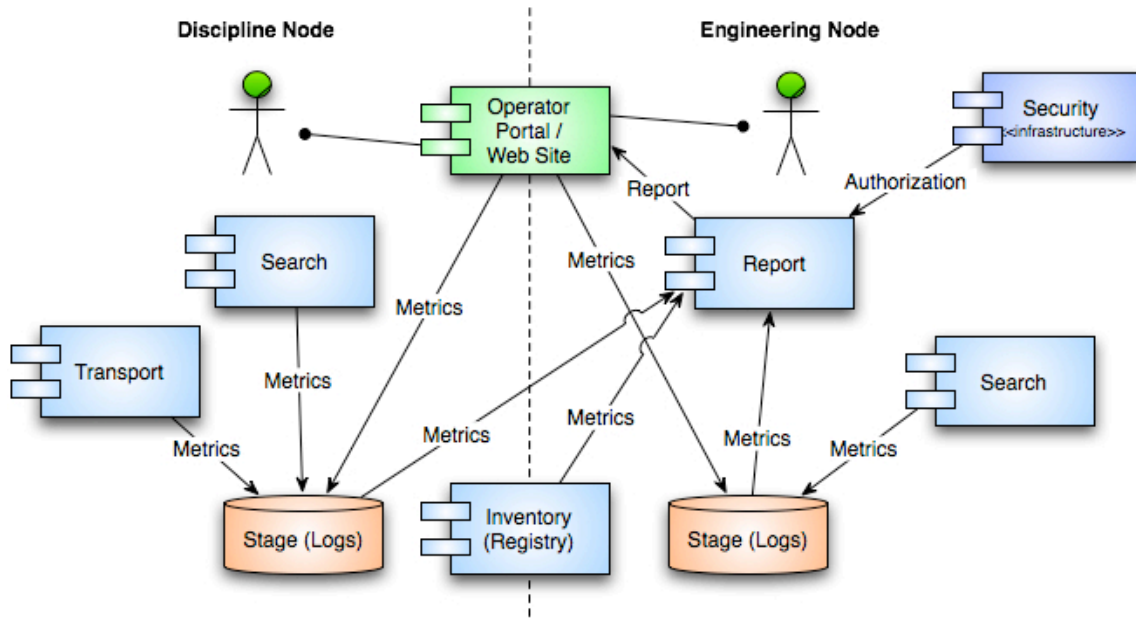 Discipline Node
Engineering Node
Operator
Portal /
Web Site
Security
<<infrastructure>>
Report
Authorization
Search
Metrics
Report
Metrics
Transport
Metrics
Search
Metrics
Metrics
Metrics
Metrics
Metrics
Metrics
Stage (Logs)
Inventory
(Registry)
Stage (Logs)